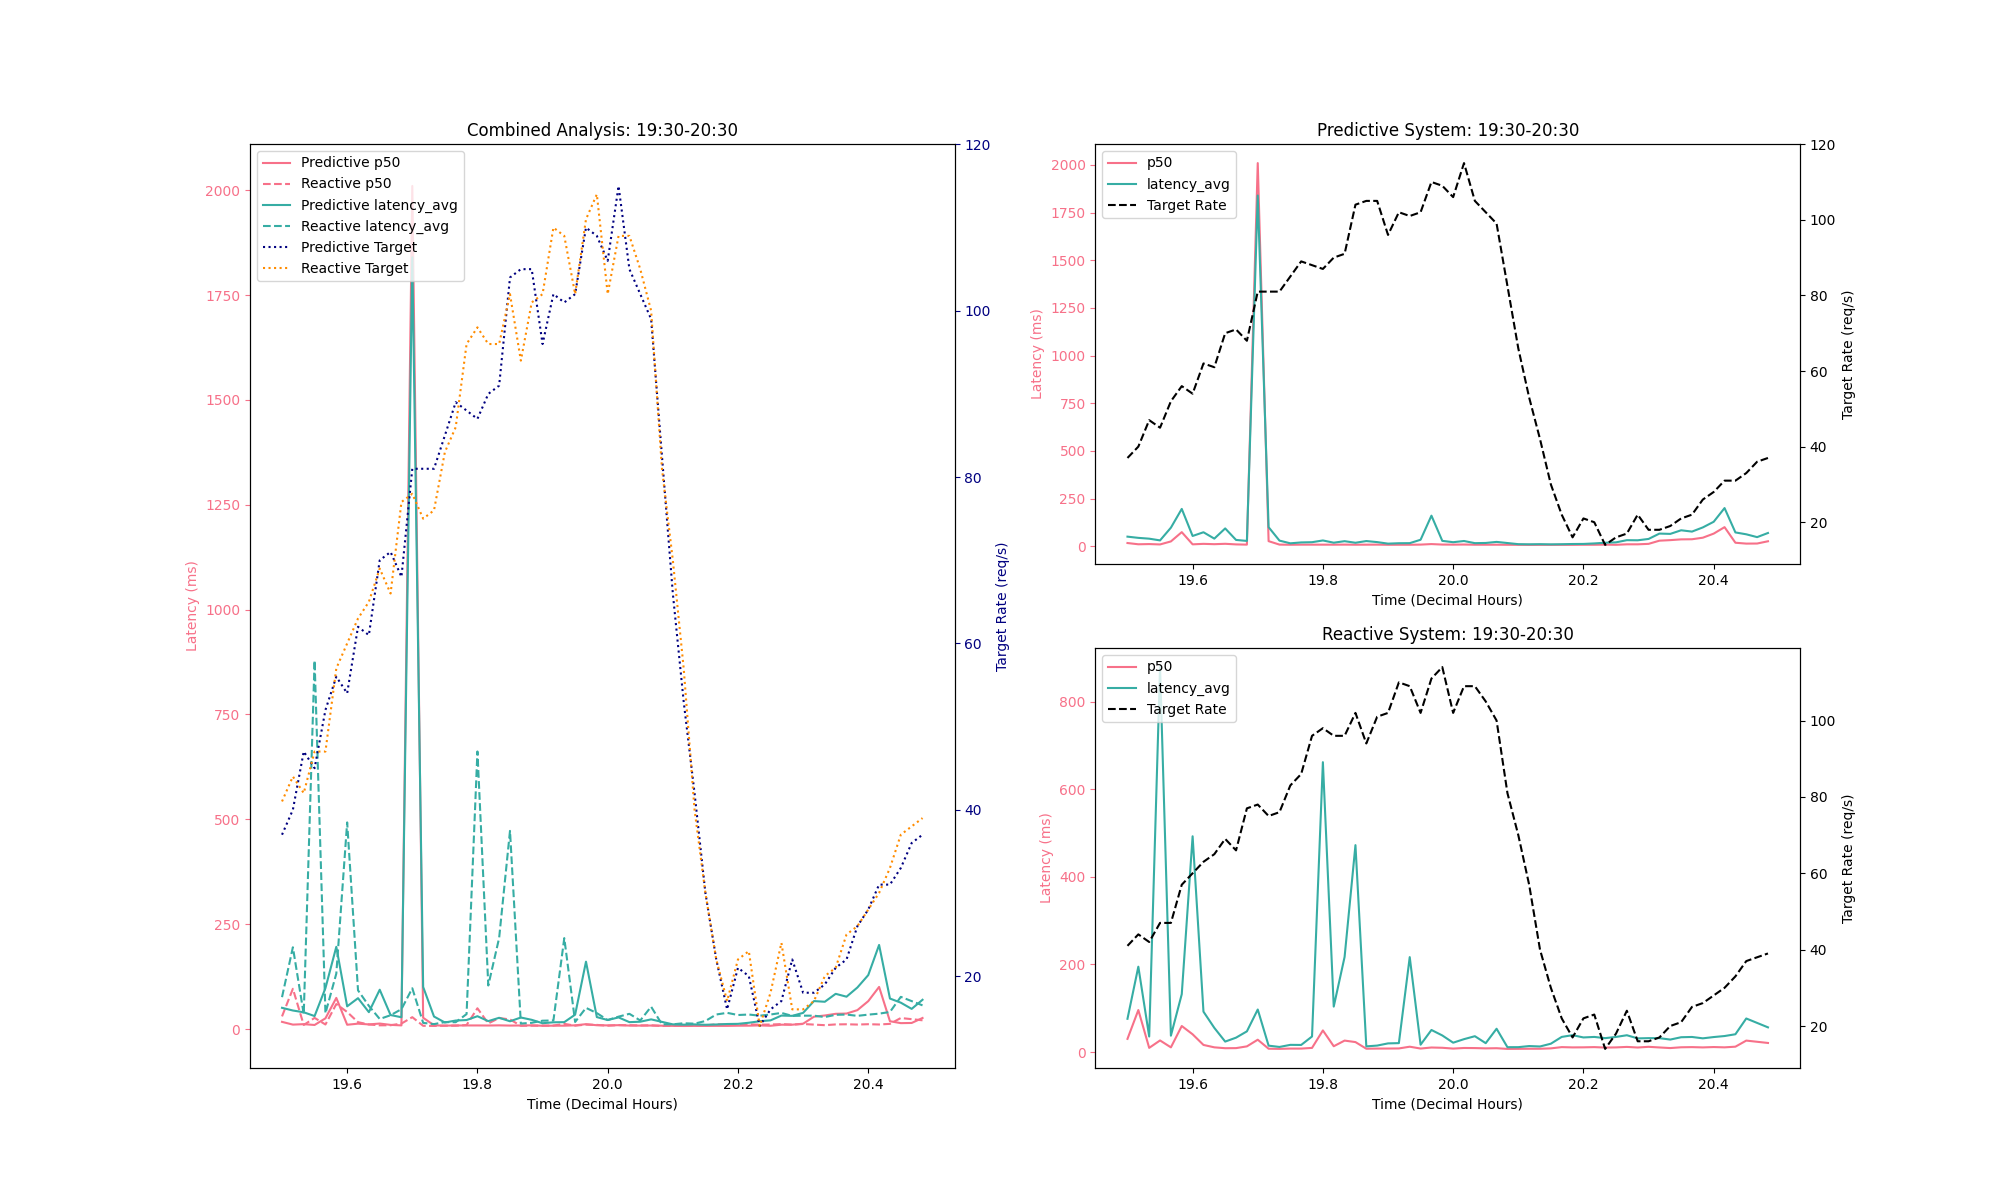 Combined Analysis: 19:30-20:30
Predictive p50
Reactive p50
Predictive latency_avg
Reactive latency_avg
Predictive Target
Reactive Target
Latency (ms)
2000
1750
1500
1250
1000
750
500
250
0
19.6 19.8 20.0 20.2 20.4
Time (Decimal Hours)
120
100
80
60
40
20
Target Rate (req/s)
Predictive System: 19:30-20:30
p50
latency_avg
Target Rate
Latency (ms)
2000
1750
1500
1250
1000
750
500
250
0
19.6 19.8 20.0 20.2 20.4
Time (Decimal Hours)
120
100
80
60
40
20
Target Rate (req/s)
Reactive System: 19:30-20:30
p50
latency_avg
Target Rate
Latency (ms)
800
600
400
200
0
19.6 19.8 20.0 20.2 20.4
Time (Decimal Hours)
100
80
60
40
20
Target Rate (req/s)